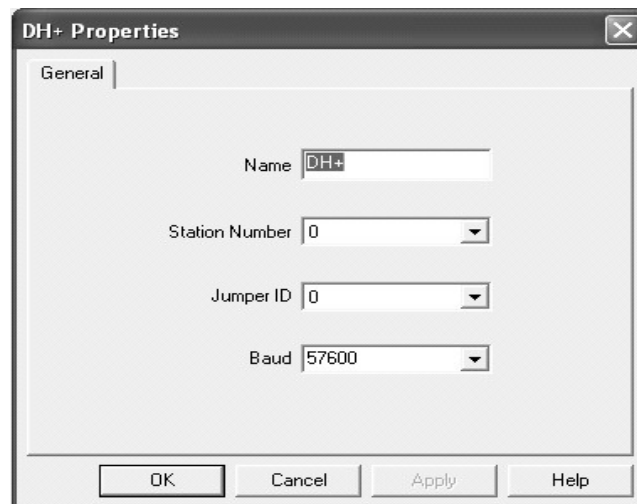 DH+ Properties
General
Name DH+
Station Number 0
Jumper ID 0
Baud 57600
OK Cancel Apply Help